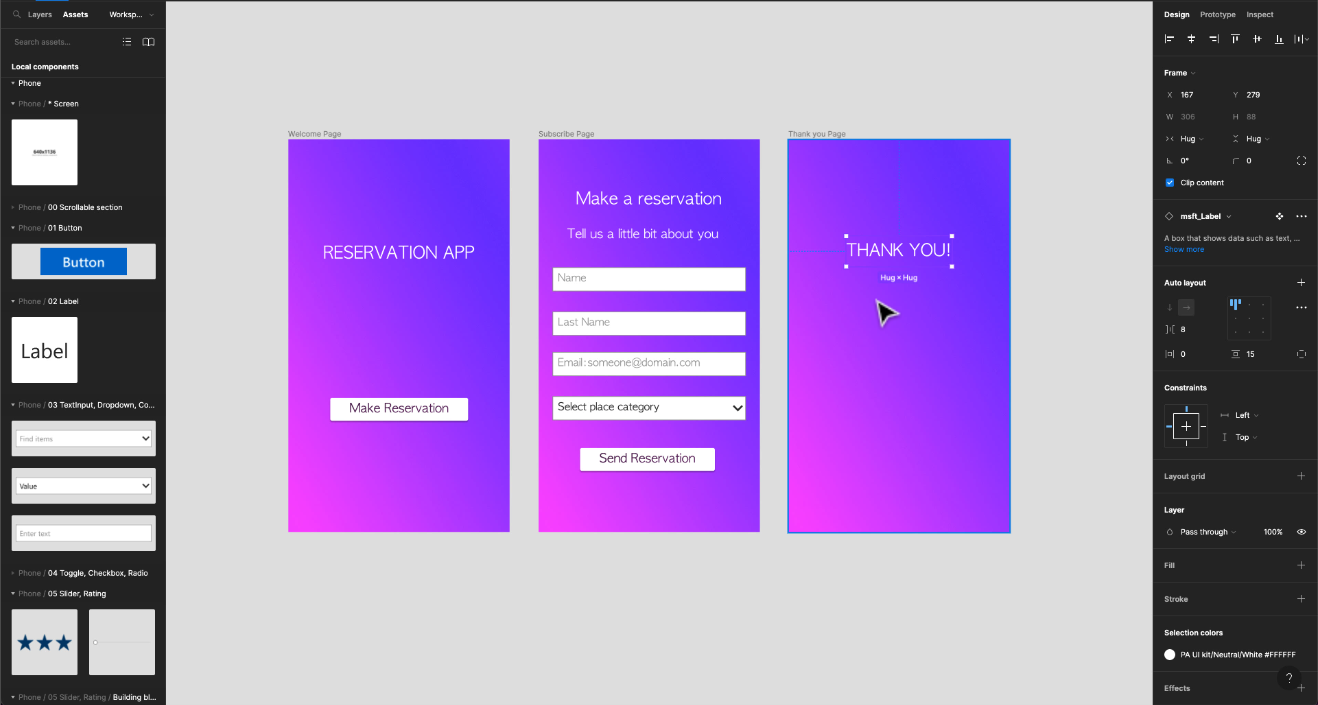 Layers Assets Worksp...
Search assets...
Local components
Phone
Phone / * Screen
640x1136
Phone / 00 Scrollable section
Phone / 01 Button
Button
Phone / 02 Label
Label
Phone / 03 TextInput, Dropdown, Co...
Find items
Value
Enter text
Phone / 04 Toggle, Checkbox, Radio
Phone / 05 Slider, Rating
Phone / 05 Slider, Rating / Building bl...
Welcome Page
RESERVATION APP
Make Reservation
Subscribe Page
Make a reservation
Tell us a little bit about you
Name
Last Name
Email:someone@domain.com
Select place category
Send Reservation
Thank you Page
THANK YOU!
Hug × Hug
Design Prototype Inspect
Frame
X 167 Y 279
W 306 H 88
Hug Hug
0° 0
Clip content
msft_Label
A box that shows data such as text, ...
Show more
Auto layout
8
0 15
Constraints
Left
Top
Layout grid
Layer
Pass through 100%
Fill
Stroke
Selection colors
PA UI kit/Neutral/White #FFFFFF
Effects
?